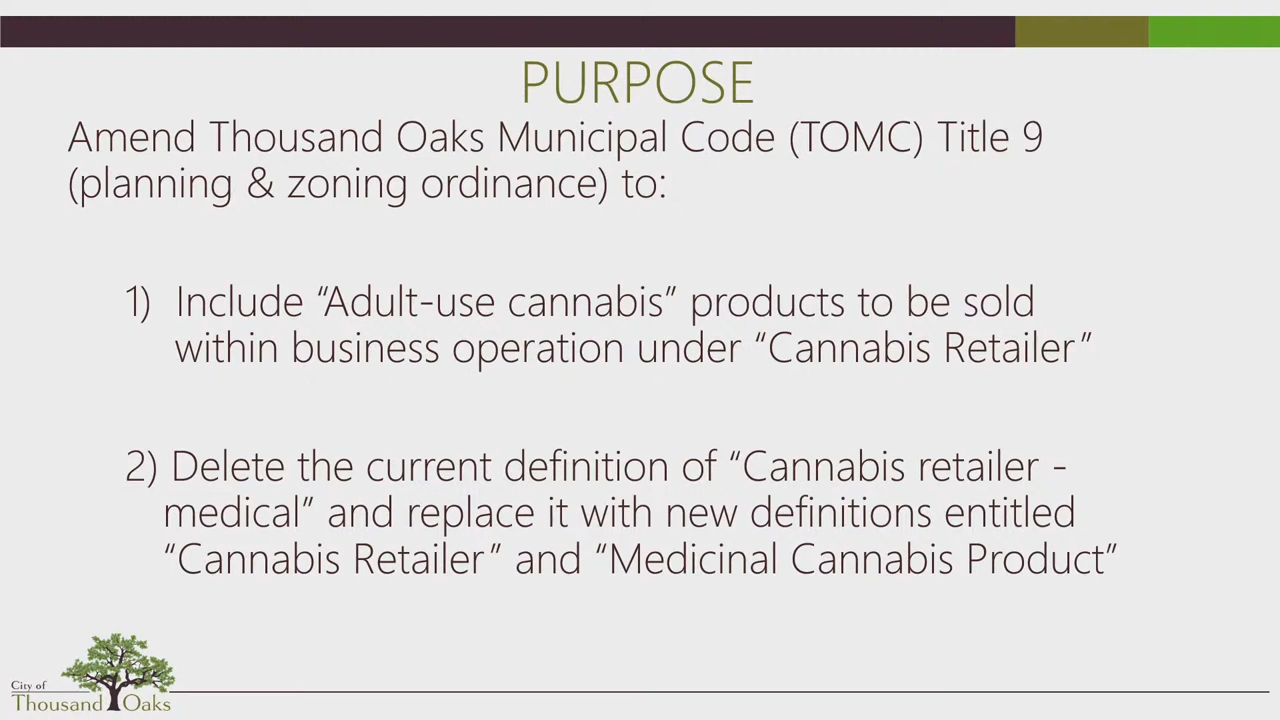 PURPOSE
Amend Thousand Oaks Municipal Code (TOMC) Title 9
(planning & zoning ordinance) to:
1) Include “Adult-use cannabis” products to be sold
within business operation under “Cannabis Retailer”
2) Delete the current definition of “Cannabis retailer -
medical” and replace it with new definitions entitled
“Cannabis Retailer” and “Medicinal Cannabis Product”
City of
Thousand Oaks